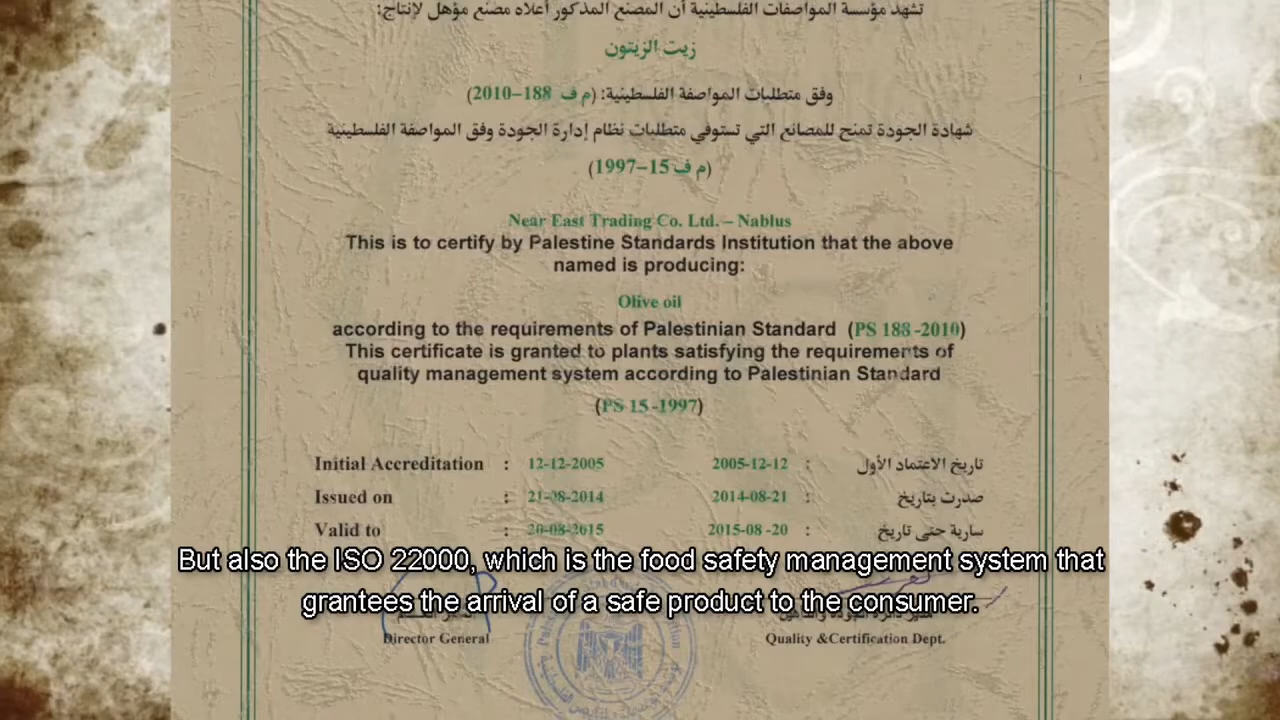 تشهد مؤسسة المواصفات الفلسطينية أن المصنع المذكور أعلاه مصنع مؤهل لإنتاج:
زيت الزيتون
وفق متطلبات المواصفة الفلسطينية: (م ف 188-2010)
شهادة الجودة تمنح للمصانع التي تستوفي متطلبات نظام إدارة الجودة وفق المواصفة الفلسطينية
(م ف 15-1997)
Near East Trading Co. Ltd. – Nablus
This is to certify by Palestine Standards Institution that the above
named is producing:
Olive oil
according to the requirements of Palestinian Standard (PS 188-2010)
This certificate is granted to plants satisfying the requirements of
quality management system according to Palestinian Standard
(PS 15-1997)
Initial Accreditation : 12-12-2005 2005-12-12 : تاريخ الاعتماد الأول
Issued on : 21-08-2014 2014-08-21 : صدرت بتاريخ
Valid to : 20-08-2015 2015-08-20 : سارية حتى تاريخ
But also the ISO 22000, which is the food safety management system that
grantees the arrival of a safe product to the consumer.
Director General Quality &Certification Dept.